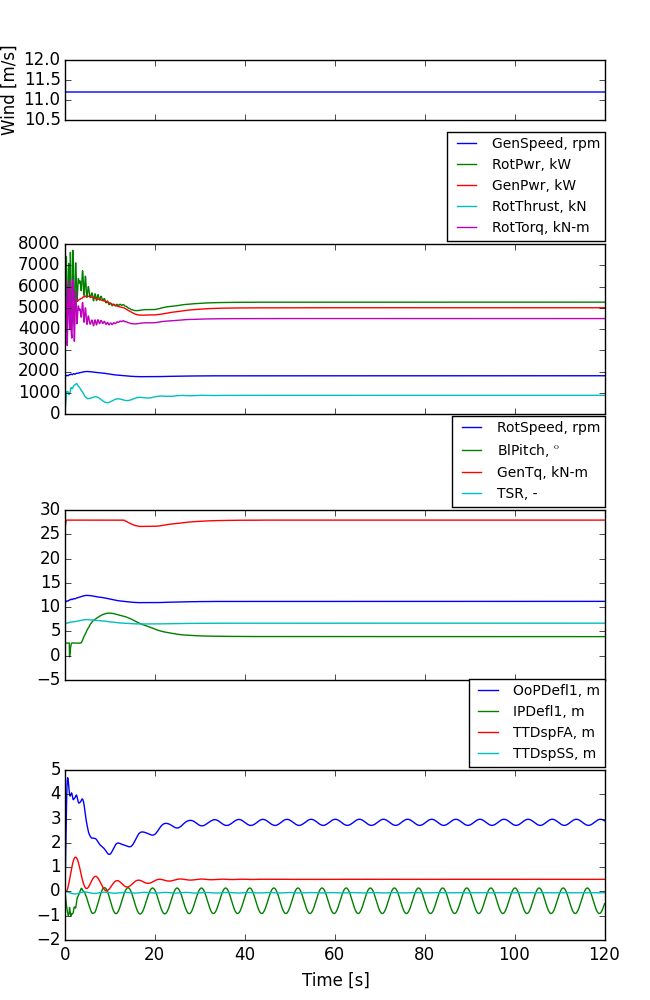 Wind [m/s]
12.0
11.5
11.0
10.5
GenSpeed, rpm
RotPwr, kW
GenPwr, kW
RotThrust, kN
RotTorq, kN-m
8000
7000
6000
5000
4000
3000
2000
1000
0
RotSpeed, rpm
BlPitch, °
GenTq, kN-m
TSR, -
30
25
20
15
10
5
0
−5
OoPDefl1, m
IPDefl1, m
TTDspFA, m
TTDspSS, m
5
4
3
2
1
0
−1
−2
0 20 40 60 80 100 120
Time [s]